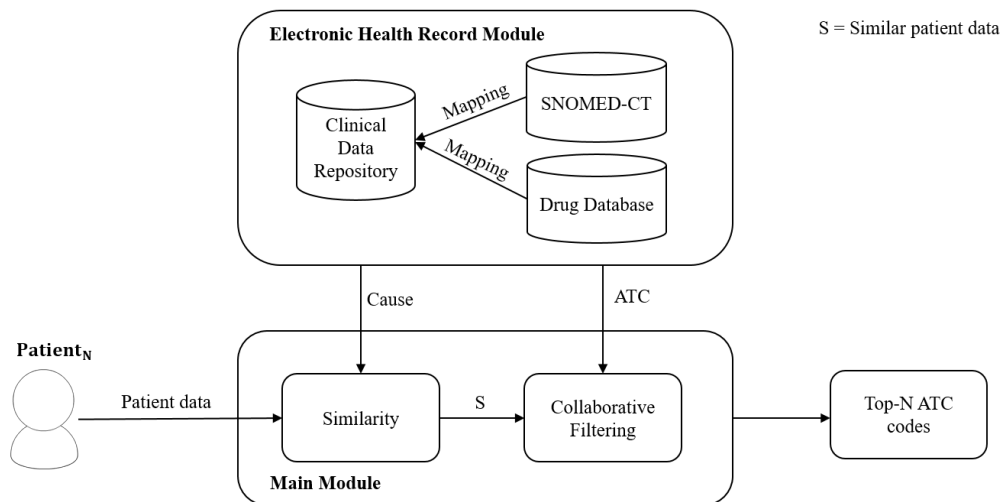 Electronic Health Record Module
S = Similar patient data
Clinical
Data
Repository
Mapping
Mapping
SNOMED-CT
Drug Database
Cause
ATC
Patient_N
Patient data
Similarity
S
Collaborative
Filtering
Top-N ATC
codes
Main Module